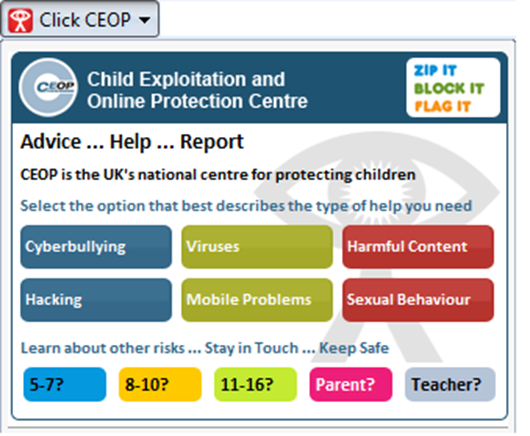 Click CEOP
CEOP
Child Exploitation and
Online Protection Centre
ZIP IT
BLOCK IT
FLAG IT
Advice ... Help ... Report
CEOP is the UK's national centre for protecting children
Select the option that best describes the type of help you need
Cyberbullying
Viruses
Harmful Content
Hacking
Mobile Problems
Sexual Behaviour
Learn about other risks ... Stay in Touch ... Keep Safe
5-7?
8-10?
11-16?
Parent?
Teacher?